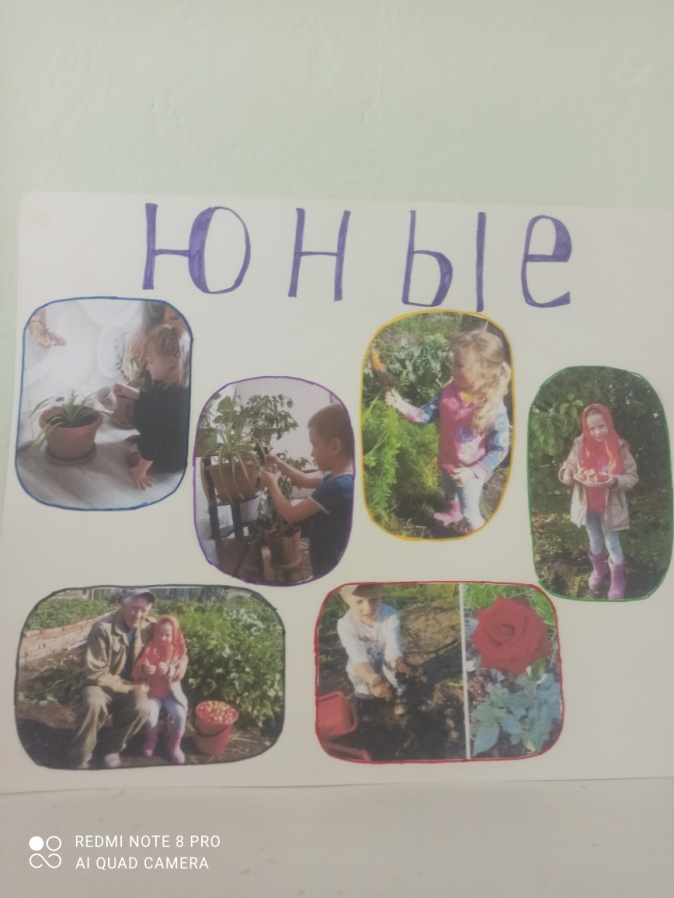 ЮНЫЕ
REDMI NOTE 8 PRO
AI QUAD CAMERA